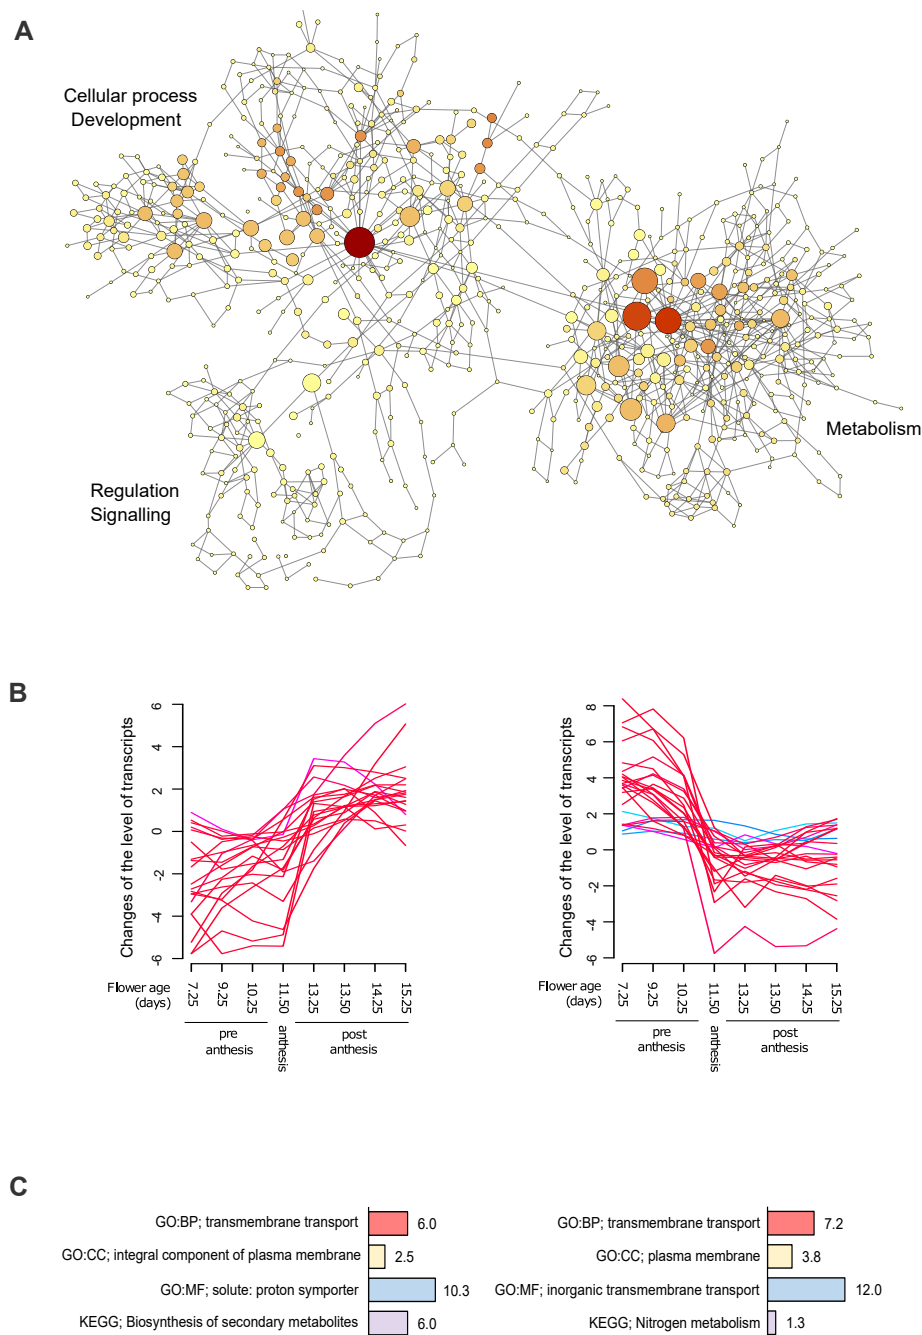 A
Cellular process
Development
Metabolism
Regulation
Signalling
B
Changes of the level of transcripts
6
4
2
0
-2
-4
-6
Flower age
(days)
7.25
9.25
10.25
11.50
13.25
13.50
14.25
15.25
pre
anthesis
anthesis
post
anthesis
Changes of the level of transcripts
8
6
4
2
0
-2
-4
-6
Flower age
(days)
7.25
9.25
10.25
11.50
13.25
13.50
14.25
15.25
pre
anthesis
anthesis
post
anthesis
C
GO:BP; transmembrane transport 6.0
GO:CC; integral component of plasma membrane 2.5
GO:MF; solute: proton symporter 10.3
KEGG; Biosynthesis of secondary metabolites 6.0
GO:BP; transmembrane transport 7.2
GO:CC; plasma membrane 3.8
GO:MF; inorganic transmembrane transport 12.0
KEGG; Nitrogen metabolism 1.3